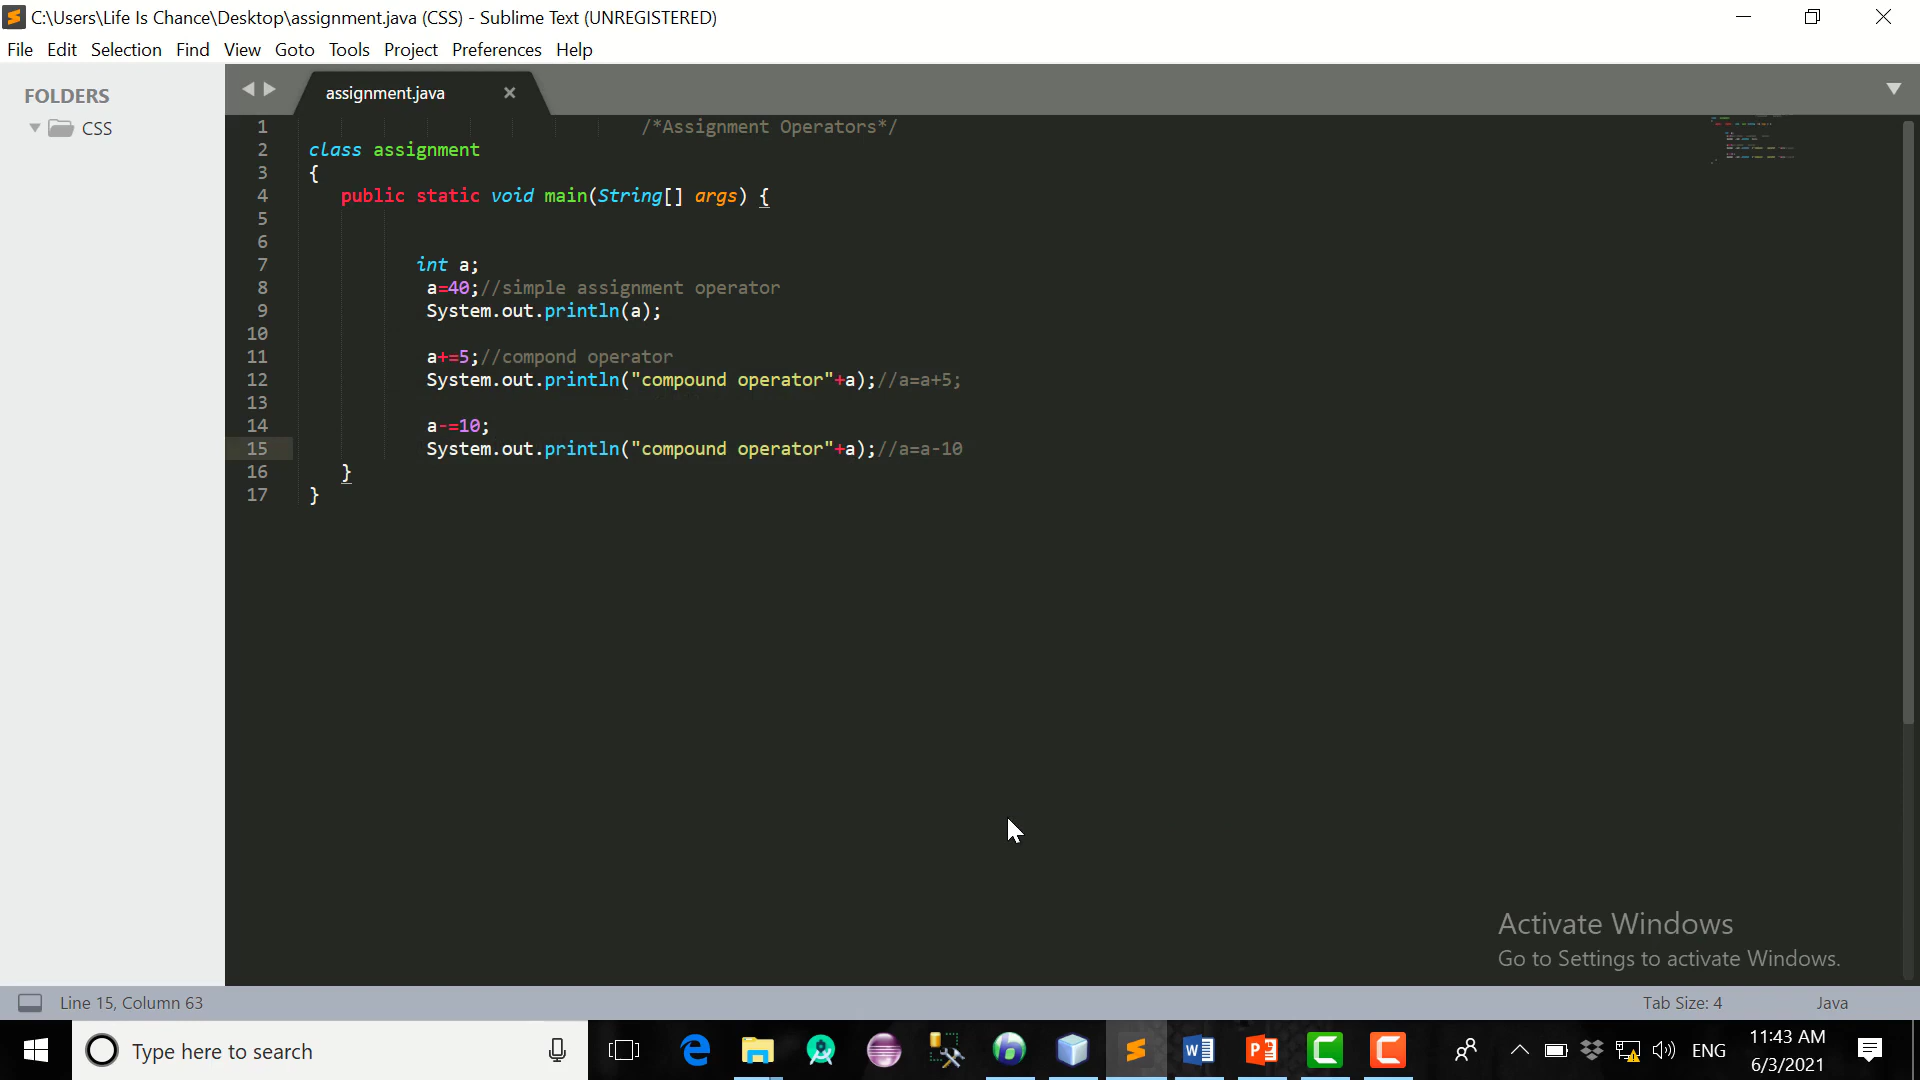 C:\Users\Life Is Chance\Desktop\assignment.java (CSS) - Sublime Text (UNREGISTERED)
File Edit Selection Find View Goto Tools Project Preferences Help
FOLDERS
CSS
assignment.java
1 /*Assignment Operators*/
2 class assignment
3 {
4 public static void main(String[] args) {
5
6
7 int a;
8 a=40;//simple assignment operator
9 System.out.println(a);
10
11 a+=5;//compond operator
12 System.out.println("compound operator"+a);//a=a+5;
13
14 a-=10;
15 System.out.println("compound operator"+a);//a=a-10
16 }
17 }
Activate Windows
Go to Settings to activate Windows.
Line 15, Column 63 Tab Size: 4 Java
Type here to search
ENG
11:43 AM
6/3/2021